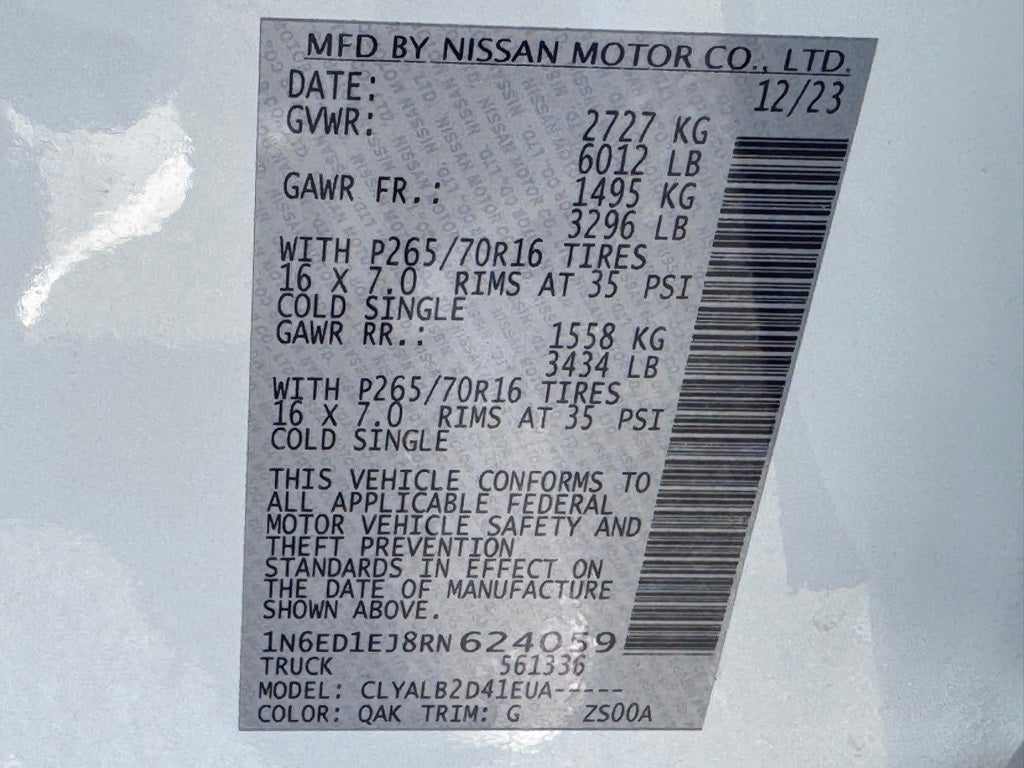 MFD BY NISSAN MOTOR CO., LTD.
DATE: 12/23
GVWR: 2727 KG
6012 LB
GAWR FR.: 1495 KG
3296 LB
WITH P265/70R16 TIRES
16 X 7.0 RIMS AT 35 PSI
COLD SINGLE
GAWR RR.: 1558 KG
3434 LB
WITH P265/70R16 TIRES
16 X 7.0 RIMS AT 35 PSI
COLD SINGLE
THIS VEHICLE CONFORMS TO
ALL APPLICABLE FEDERAL
MOTOR VEHICLE SAFETY AND
THEFT PREVENTION
STANDARDS IN EFFECT ON
THE DATE OF MANUFACTURE
SHOWN ABOVE.
1N6ED1EJ8RN624059
TRUCK 561336
MODEL: CLYALB2D41EUA-----
COLOR: QAK TRIM: G ZS00A